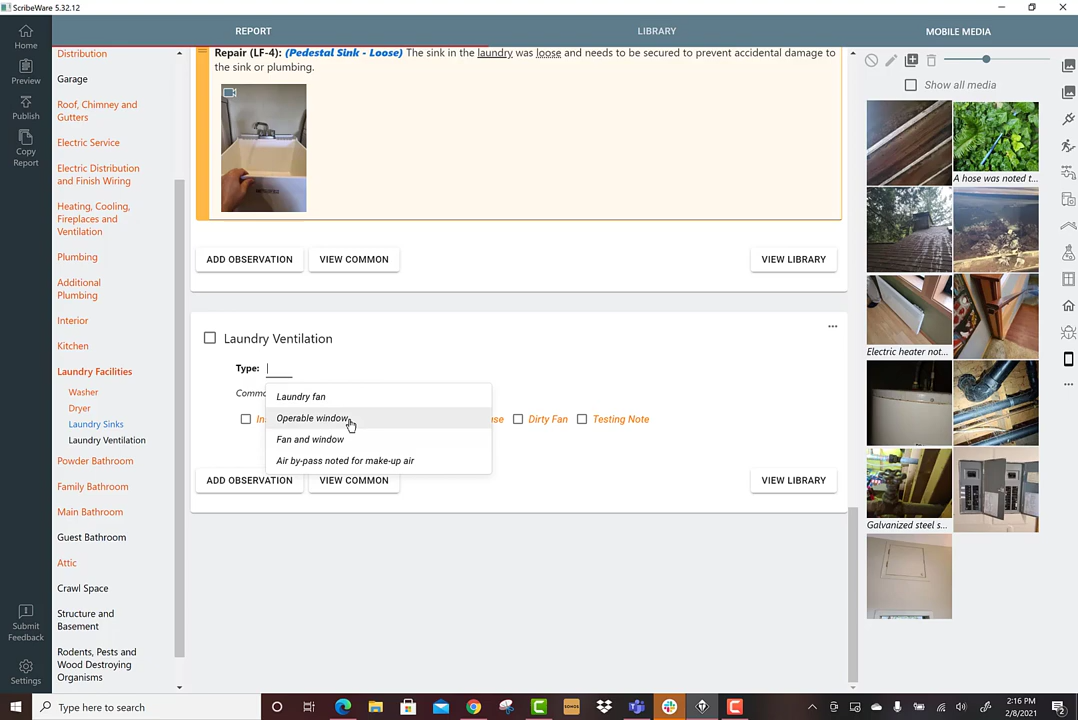 ScribeWare 5.32.12
REPORT
LIBRARY
MOBILE MEDIA
Home
Preview
Publish
Copy
Report
Submit
Feedback
Settings
Distribution
Garage
Roof, Chimney and
Gutters
Electric Service
Electric Distribution
and Finish Wiring
Heating, Cooling,
Fireplaces and
Ventilation
Plumbing
Additional
Plumbing
Interior
Kitchen
Laundry Facilities
Washer
Dryer
Laundry Sinks
Laundry Ventilation
Powder Bathroom
Family Bathroom
Main Bathroom
Guest Bathroom
Attic
Crawl Space
Structure and
Basement
Rodents, Pests and
Wood Destroying
Organisms
Repair (LF-4): (Pedestal Sink - Loose) The sink in the laundry was loose and needs to be secured to prevent accidental damage to
the sink or plumbing.
ADD OBSERVATION
VIEW COMMON
VIEW LIBRARY
Laundry Ventilation
Type:
Commo
Laundry fan
Operable window
Fan and window
Air by-pass noted for make-up air
In
se
Dirty Fan
Testing Note
ADD OBSERVATION
VIEW COMMON
VIEW LIBRARY
Show all media
A hose was noted t...
Electric heater not...
Galvanized steel s...
Type here to search
SONOS
2:16 PM
2/8/2021